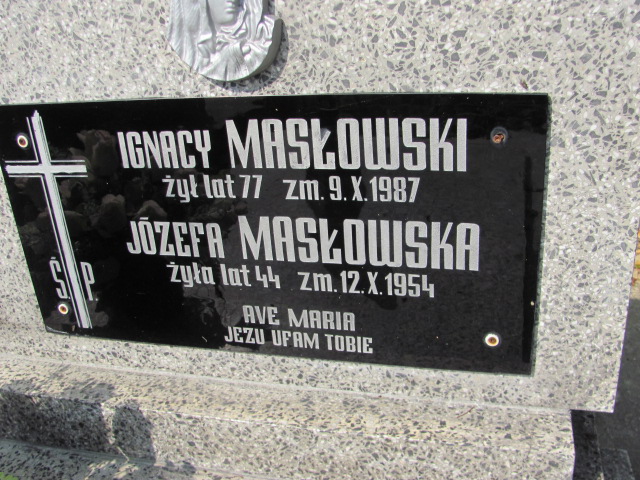 IGNACY MASŁOWSKI
żył lat 77 zm. 9.X.1987
JÓZEFA MASŁOWSKA
żyła lat 44 zm. 12.X.1954
Ś.P.
AVE MARIA
JEZU UFAM TOBIE